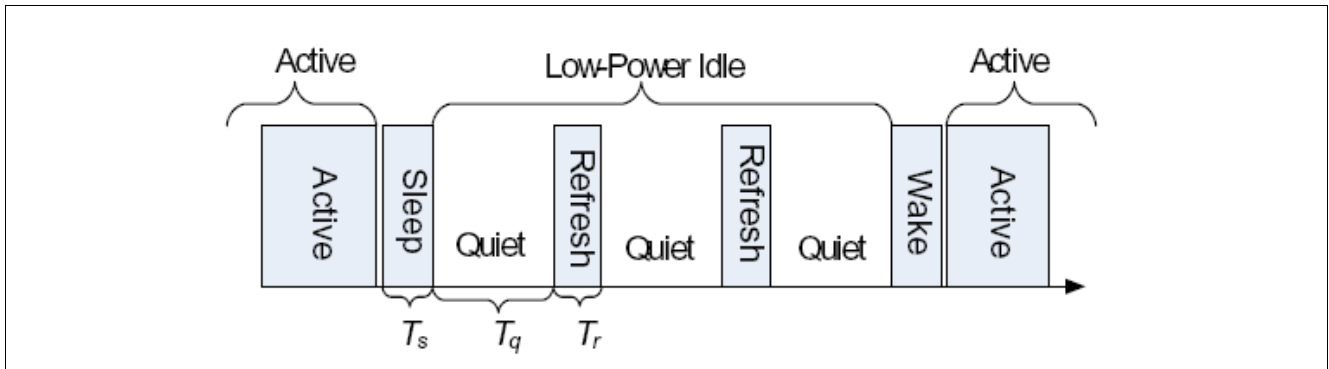 Active
Low-Power Idle
Active
Active
Sleep
Quiet
Refresh
Quiet
Refresh
Quiet
Wake
Active
Ts
Tq
Tr